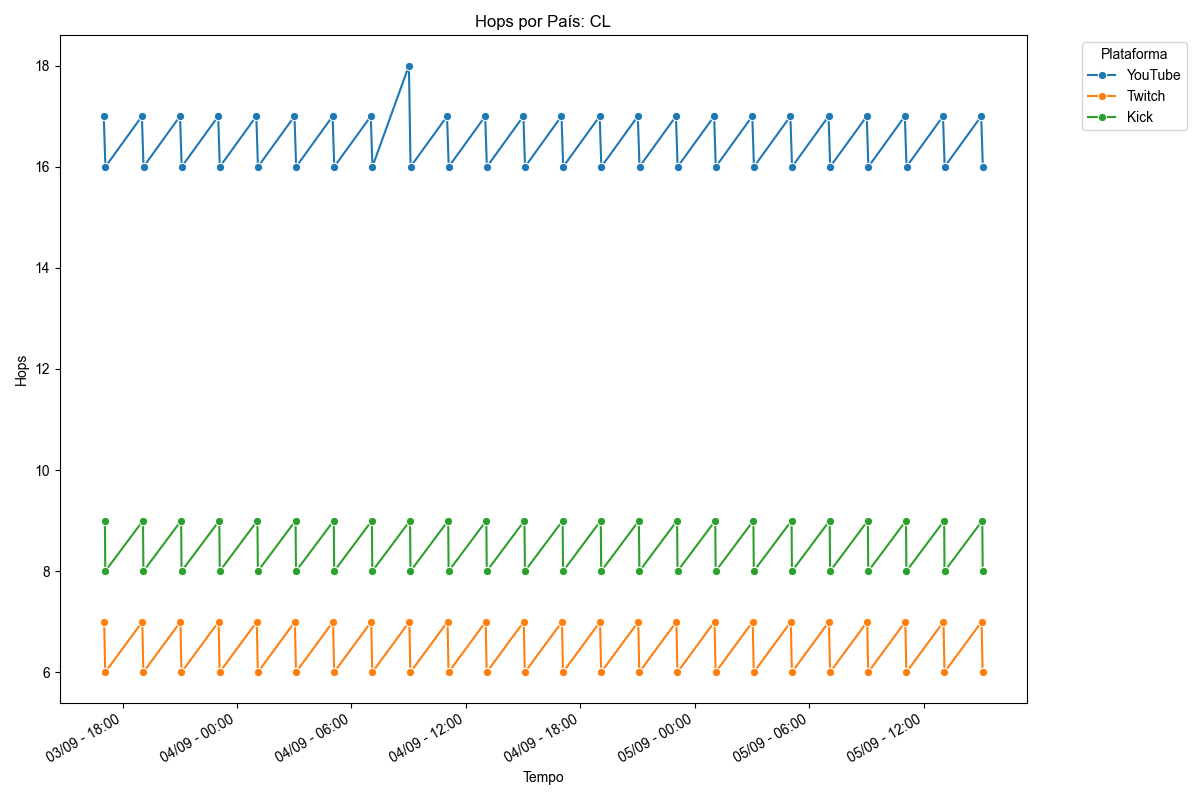 Hops por País: CL
Plataforma
YouTube
Twitch
Kick
Hops
18
16
14
12
10
8
6
03/09 - 18:00
04/09 - 00:00
04/09 - 06:00
04/09 - 12:00
04/09 - 18:00
05/09 - 00:00
05/09 - 06:00
05/09 - 12:00
Tempo